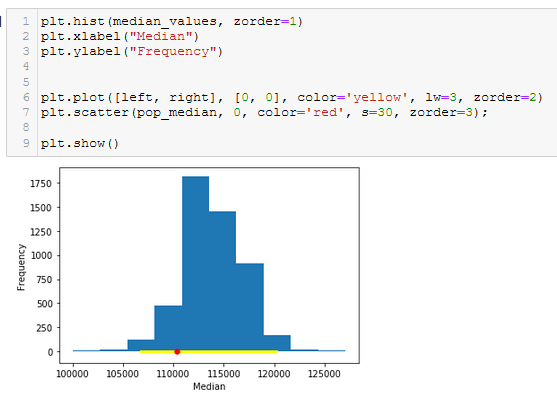 1 plt.hist(median_values, zorder=1)
2 plt.xlabel("Median")
3 plt.ylabel("Frequency")
4
5
6 plt.plot([left, right], [0, 0], color='yellow', lw=3, zorder=2)
7 plt.scatter(pop_median, 0, color='red', s=30, zorder=3);
8
9 plt.show()
1750
1500
1250
1000
750
500
250
0
Frequency
100000 105000 110000 115000 120000 125000
Median